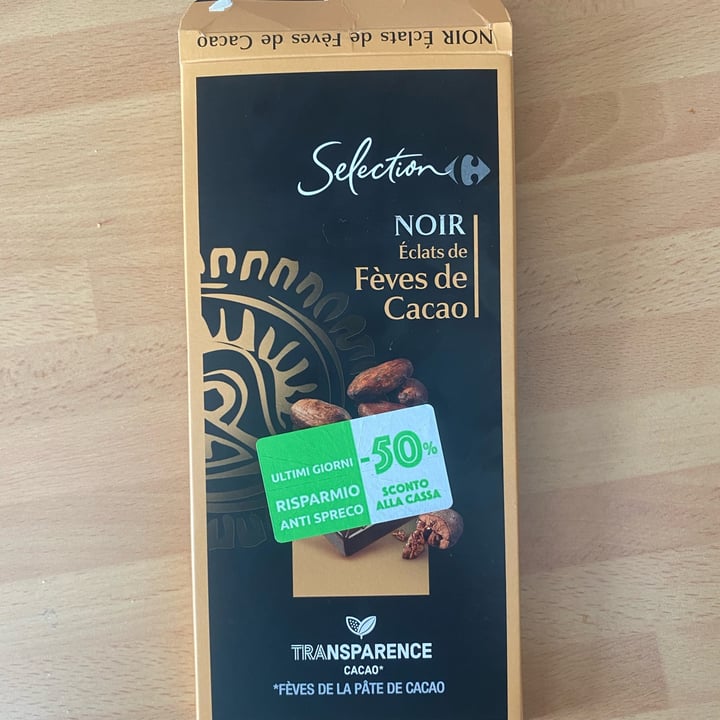 NOIR Éclats de Fèves de Cacao
Selection
NOIR
Éclats de
Fèves de
Cacao
ULTIMI GIORNI
RISPARMIO
ANTI SPRECO
-50%
SCONTO
ALLA CASSA
TRANSPARENCE
CACAO*
*FÈVES DE LA PÂTE DE CACAO